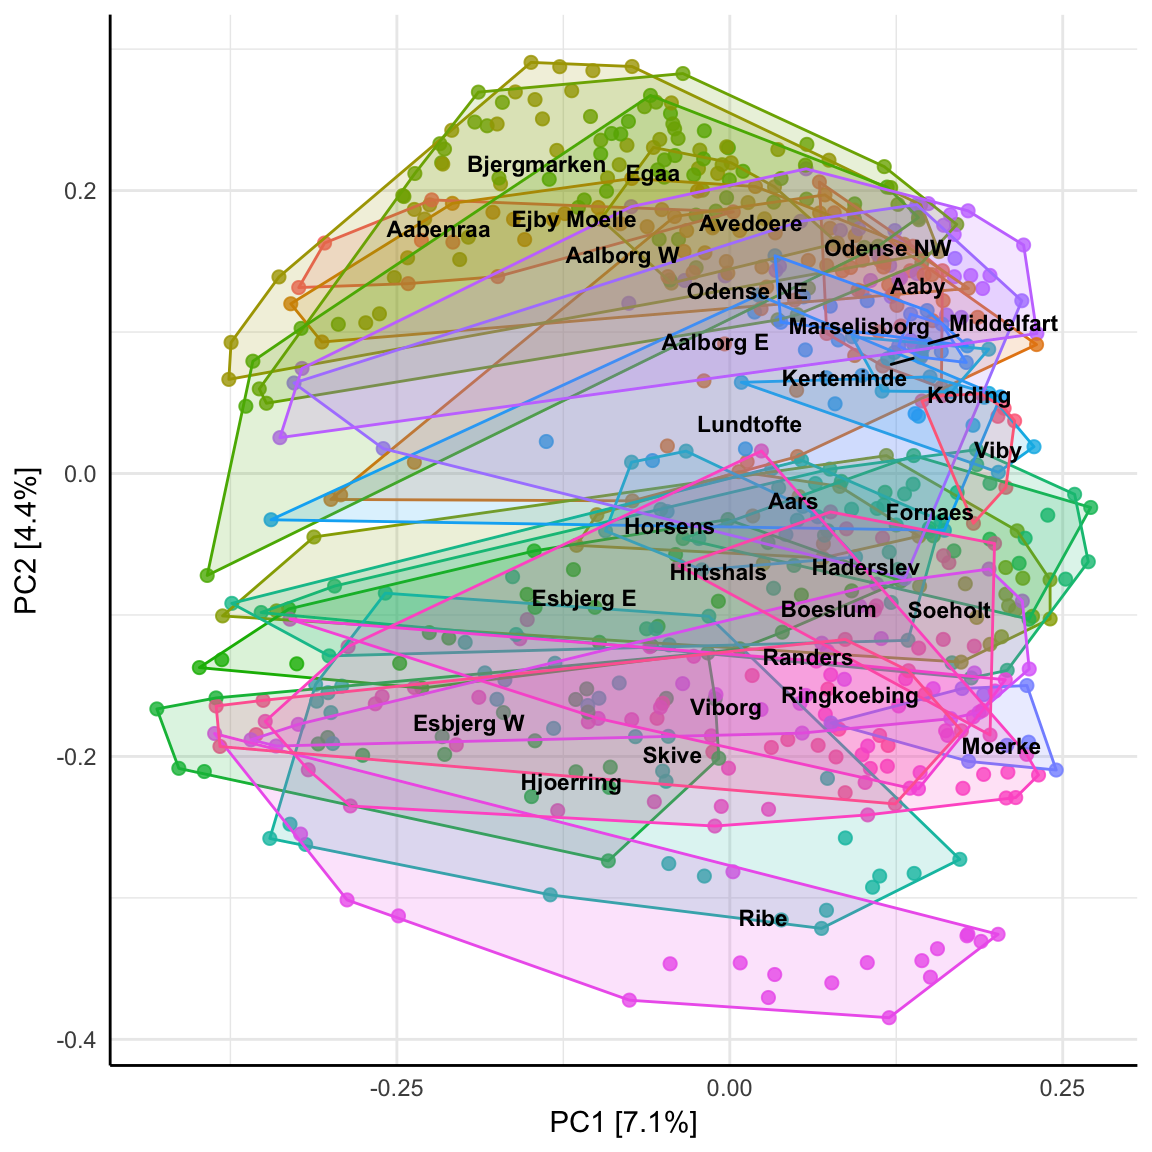 Bjergmarken
Egaa
Aabenraa
Ejby Moelle
Avedoere
Aalborg W
Odense NW
Odense NE
Aaby
Marselisborg
Middelfart
Aalborg E
Kerteminde
Kolding
Lundtofte
Viby
Aars
Fornaes
Horsens
Hirtshals
Haderslev
Esbjerg E
Boeslum
Soeholt
Randers
Ringkoebing
Viborg
Esbjerg W
Moerke
Skive
Hjoerring
Ribe
0.2
0.0
-0.2
-0.4
PC2 [4.4%]
-0.25
0.00
0.25
PC1 [7.1%]